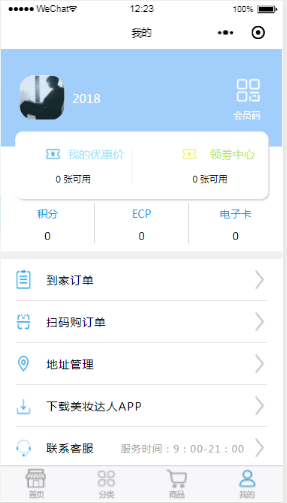 WeChat 12:23 100%
我的
2018
会员码
我的优惠价 领券中心
0 张可用 0 张可用
积分 ECP 电子卡
0 0 0
到家订单
扫码购订单
地址管理
下载美妆达人APP
联系客服 服务时间：9：00-21：00
首页 分类 商品 我的